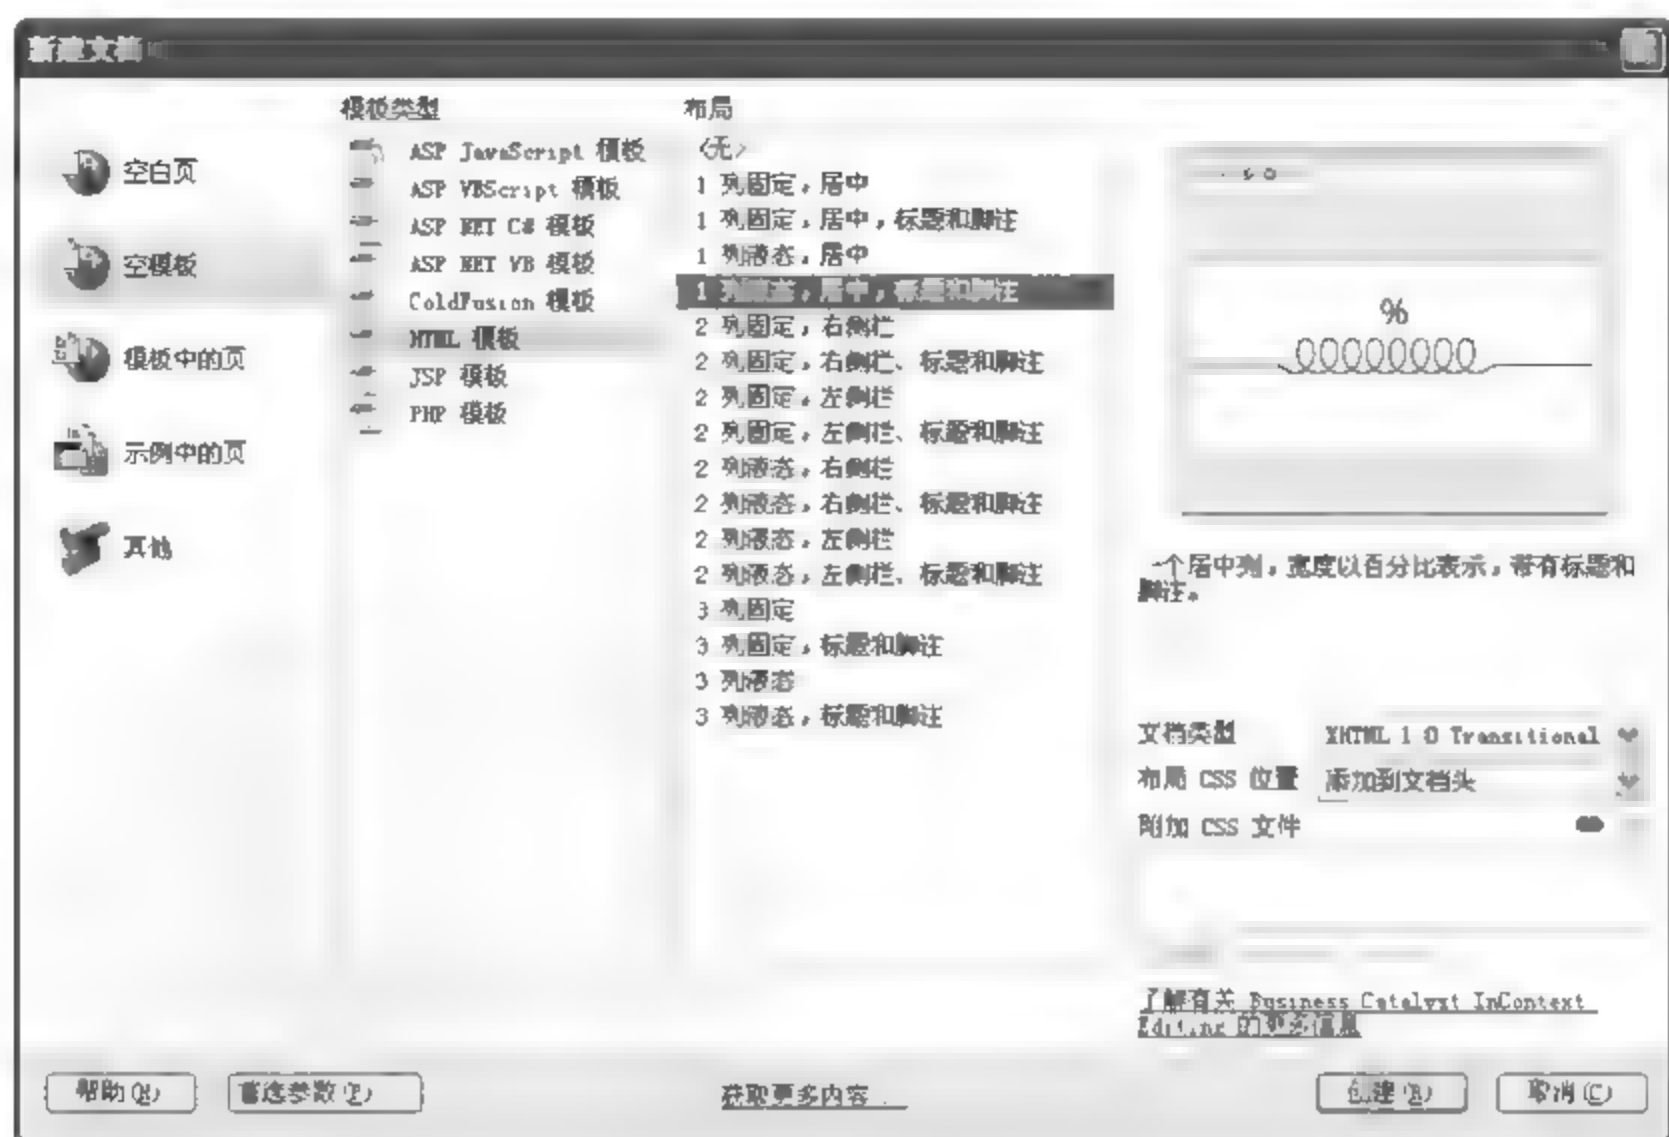 新建文档
模板类型
布局
空白页
空模板
模板中的页
示例中的页
其他
ASP JavaScript 模板
ASP VBScript 模板
ASP NET C# 模板
ASP NET VB 模板
ColdFusion 模板
HTML 模板
JSP 模板
PHP 模板
<无>
1 列固定，居中
1 列固定，居中，标题和脚注
1 列液态，居中
1 列液态，居中，标题和脚注
2 列固定，右侧栏
2 列固定，右侧栏、标题和脚注
2 列固定，左侧栏
2 列固定，左侧栏、标题和脚注
2 列液态，右侧栏
2 列液态，右侧栏、标题和脚注
2 列液态，左侧栏
2 列液态，左侧栏、标题和脚注
3 列固定
3 列固定，标题和脚注
3 列液态
3 列液态，标题和脚注
%
一个居中列，宽度以百分比表示，带有标题和
脚注。
文档类型 XHTML 1 0 Transitional
布局 CSS 位置 添加到文档头
附加 CSS 文件
了解有关 Business Catalyst InContext
Editing 的更多信息
帮助(H)
首选参数(P)
获取更多内容
创建(R)
取消(C)